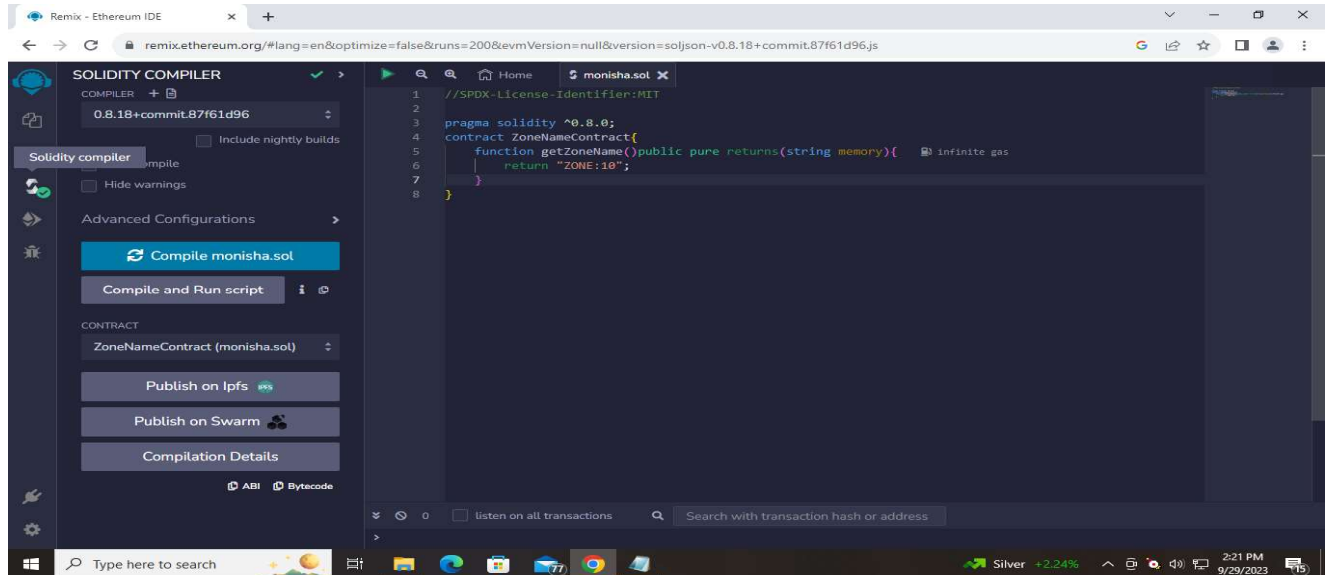 Remix - Ethereum IDE
remix.ethereum.org/#lang=en&optimize=false&runs=200&evmVersion=null&version=soljson-v0.8.18+commit.87f61d96.js
SOLIDITY COMPILER
COMPILER
0.8.18+commit.87f61d96
Include nightly builds
Solidity compiler
mpile
Hide warnings
Advanced Configurations
Compile monisha.sol
Compile and Run script
CONTRACT
ZoneNameContract (monisha.sol)
Publish on Ipfs
IPFS
Publish on Swarm
Compilation Details
ABI Bytecode
Home monisha.sol
1 //SPDX-License-Identifier:MIT
2
3 pragma solidity ^0.8.0;
4 contract ZoneNameContract{
5 function getZoneName()public pure returns(string memory){ infinite gas
6 return "ZONE:10";
7 }
8 }
0 listen on all transactions Search with transaction hash or address
>
Type here to search
77
Silver +2.24%
2:21 PM
9/29/2023
15